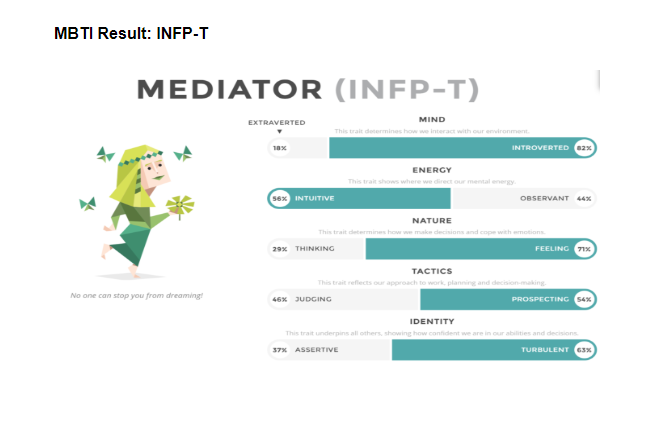 MBTI Result: INFP-T
MEDIATOR (INFP-T)
MIND
EXTRAVERTED
This trait determines how we interact with our environment.
18% INTROVERTED 82%
ENERGY
This trait shows where we direct our mental energy.
56% INTUITIVE OBSERVANT 44%
NATURE
This trait determines how we make decisions and cope with emotions.
29% THINKING FEELING 71%
TACTICS
This trait reflects our approach to work, planning and decision-making.
46% JUDGING PROSPECTING 54%
IDENTITY
This trait underpins all others, showing how confident we are in our abilities and decisions.
37% ASSERTIVE TURBULENT 63%
No one can stop you from dreaming!